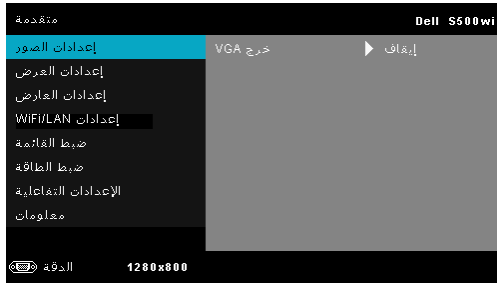 متقدمة
Dell S500wi
إعدادات الصور
خرج VGA
إيقاف
إعدادات العرض
إعدادات العارض
إعدادات WiFi/LAN
ضبط القائمة
ضبط الطاقة
الإعدادات التفاعلية
معلومات
الدقة
1280x800